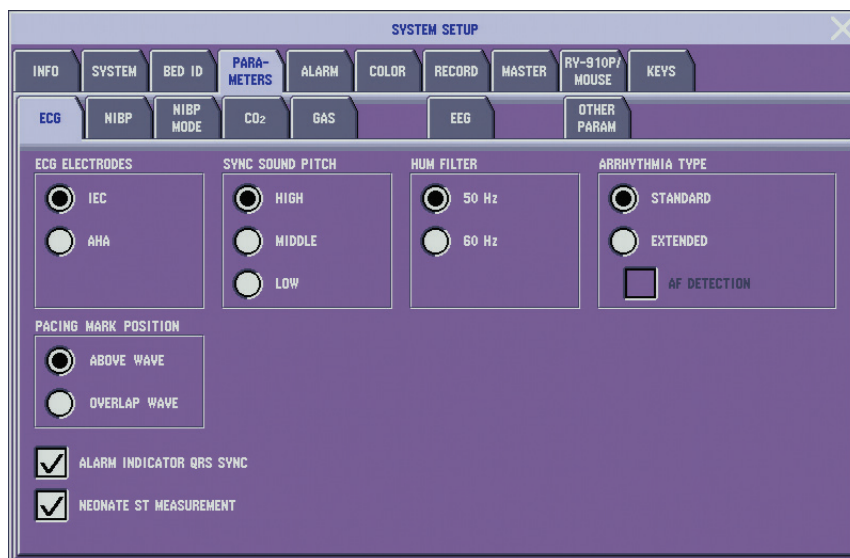 SYSTEM SETUP
INFO
SYSTEM
BED ID
PARA-
METERS
ALARM
COLOR
RECORD
MASTER
RY-910P/
MOUSE
KEYS
ECG
NIBP
NIBP
MODE
CO₂
GAS
EEG
OTHER
PARAM
ECG ELECTRODES
IEC
AHA
SYNC SOUND PITCH
HIGH
MIDDLE
LOW
HUM FILTER
50 Hz
60 Hz
ARRHYTHMIA TYPE
STANDARD
EXTENDED
AF DETECTION
PACING MARK POSITION
ABOVE WAVE
OVERLAP WAVE
ALARM INDICATOR QRS SYNC
NEONATE ST MEASUREMENT